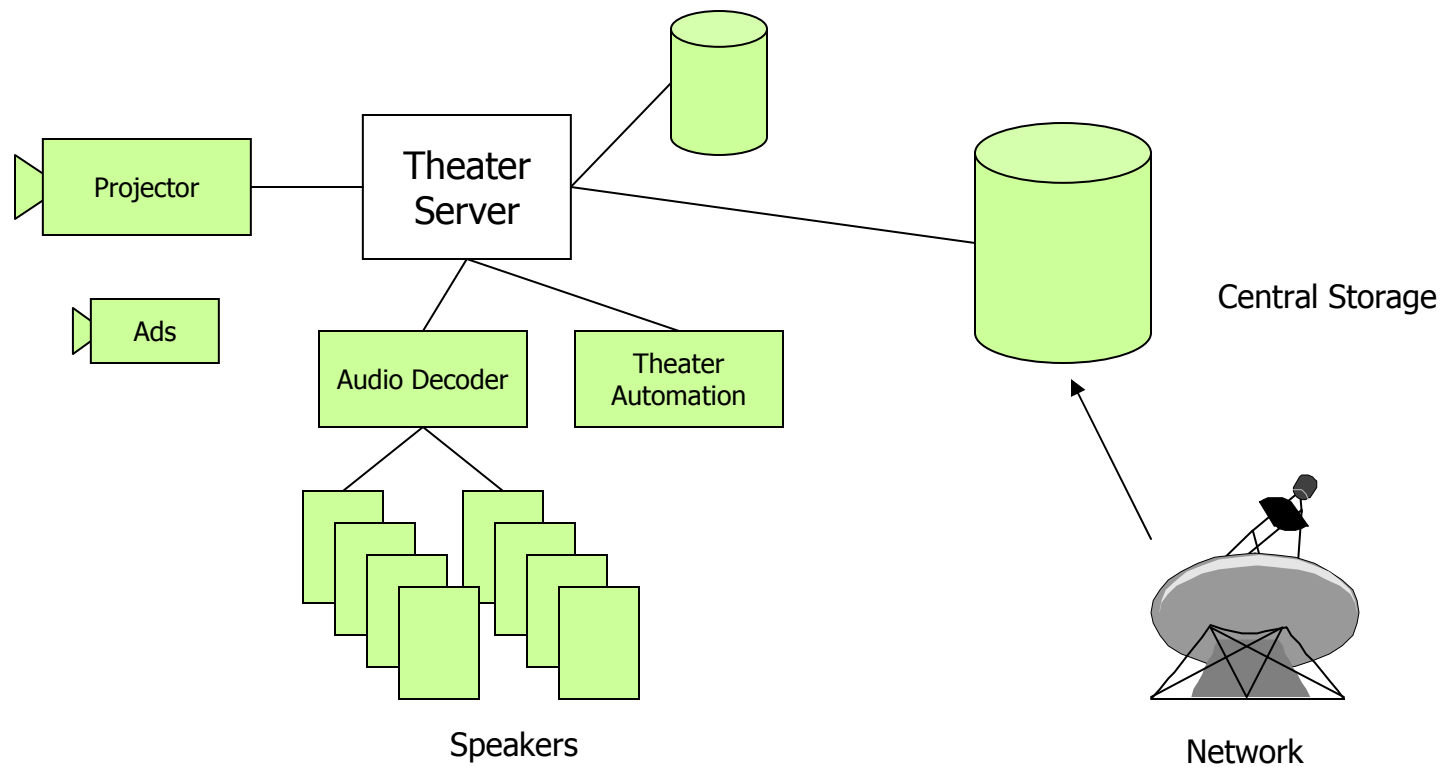 Theater
Server
Projector
Central Storage
Ads
Audio Decoder
Theater
Automation
Speakers
Network